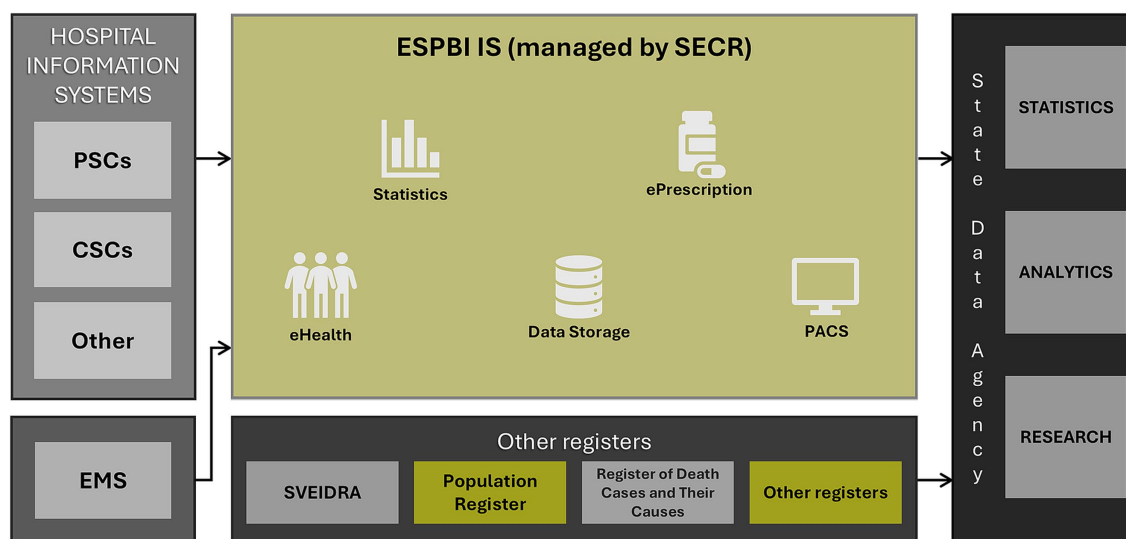 HOSPITAL
INFORMATION
SYSTEMS
PSCs
CSCs
Other
EMS
ESPBI IS (managed by SECR)
Statistics
ePrescription
eHealth
Data Storage
PACS
Other registers
SVEIDRA
Population
Register
Register of Death
Cases and Their
Causes
Other registers
State Data Agency
STATISTICS
ANALYTICS
RESEARCH